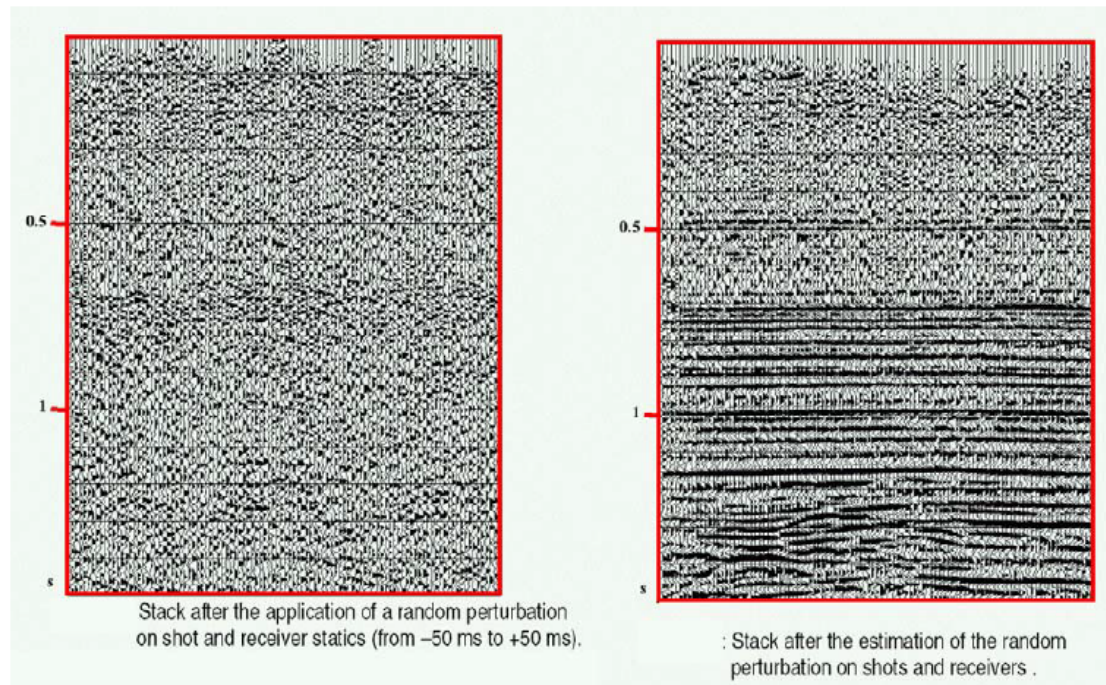 0.5
1
s
Stack after the application of a random perturbation
on shot and receiver statics (from –50 ms to +50 ms).
0.5
1
s
: Stack after the estimation of the random
perturbation on shots and receivers .